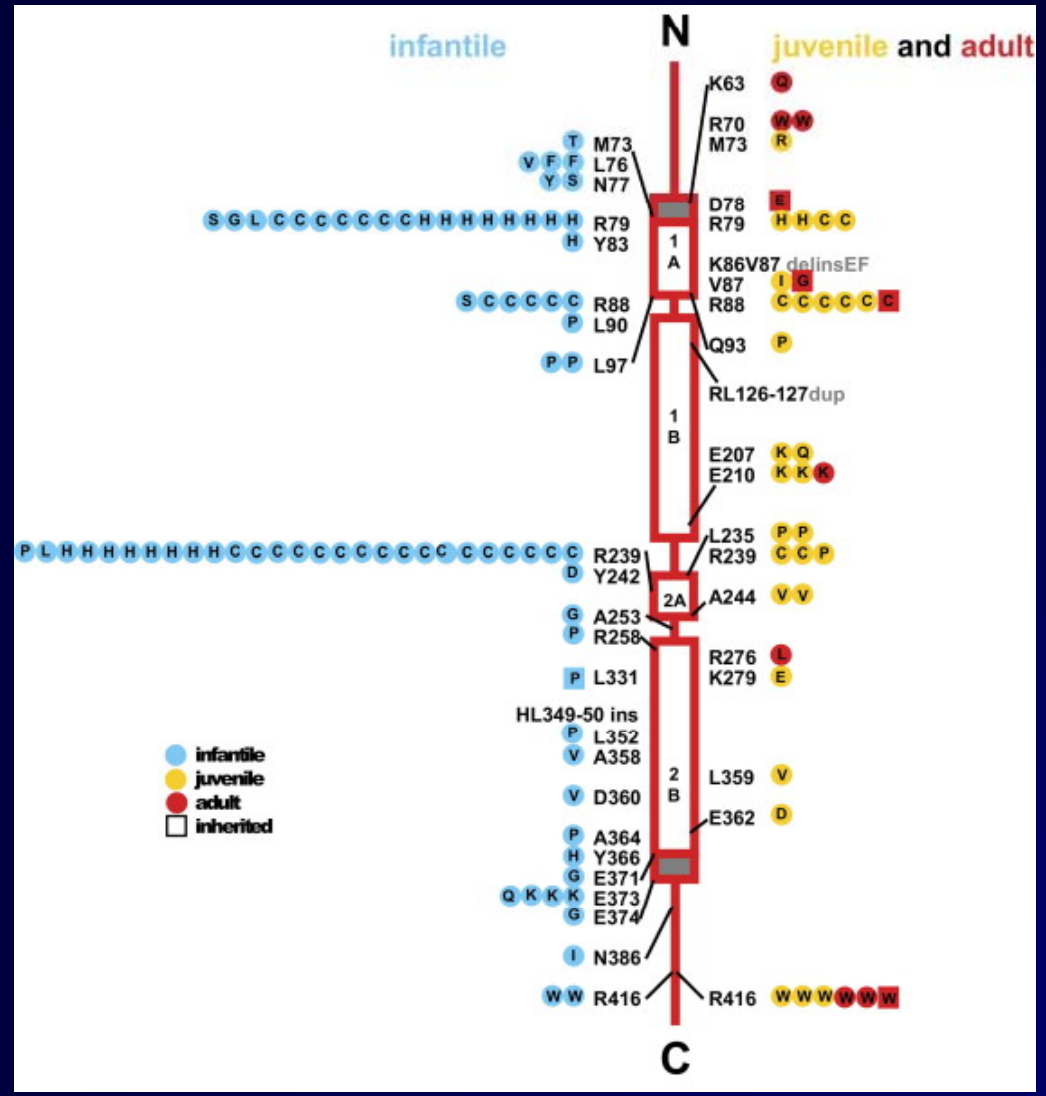 N
infantile
juvenile and adult
K63 Q
R70 W W
T M73
M73 R
V F F L76
Y S N77
D78 E
S G L C C C C C C C H H H H H H H H R79
R79 H H C C
H Y83
1
A
K86V87 delinsEF
V87 I G
S C C C C C R88
R88 C C C C C C
P L90
Q93 P
P P L97
RL126-127dup
1
B
E207 K Q
E210 K K K
L235 P P
P L H H H H H H H H C C C C C C C C C C C C C C C C C R239
R239 C C P
D Y242
2A
A244 V V
G A253
P R258
R276 L
P L331
K279 E
HL349-50 ins
P L352
V A358
2
B
L359 V
V D360
E362 D
P A364
H Y366
G E371
Q K K K E373
G E374
I N386
W W R416
R416 W W W W W W
C
infantile
juvenile
adult
inherited